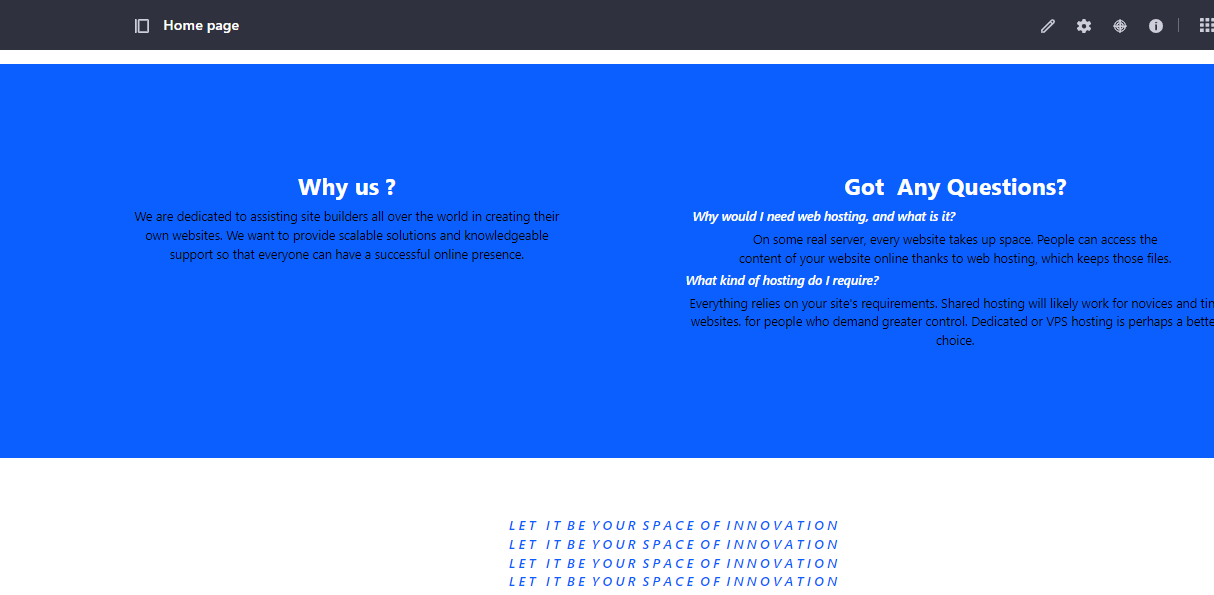 Home page
Why us ?
We are dedicated to assisting site builders all over the world in creating their
own websites. We want to provide scalable solutions and knowledgeable
support so that everyone can have a successful online presence.
Got  Any Questions?
Why would I need web hosting, and what is it?
On some real server, every website takes up space. People can access the
content of your website online thanks to web hosting, which keeps those files.
What kind of hosting do I require?
Everything relies on your site's requirements. Shared hosting will likely work for novices and tin
websites. for people who demand greater control. Dedicated or VPS hosting is perhaps a bette
choice.
LET IT BE YOUR SPACE OF INNOVATION
LET IT BE YOUR SPACE OF INNOVATION
LET IT BE YOUR SPACE OF INNOVATION
LET IT BE YOUR SPACE OF INNOVATION